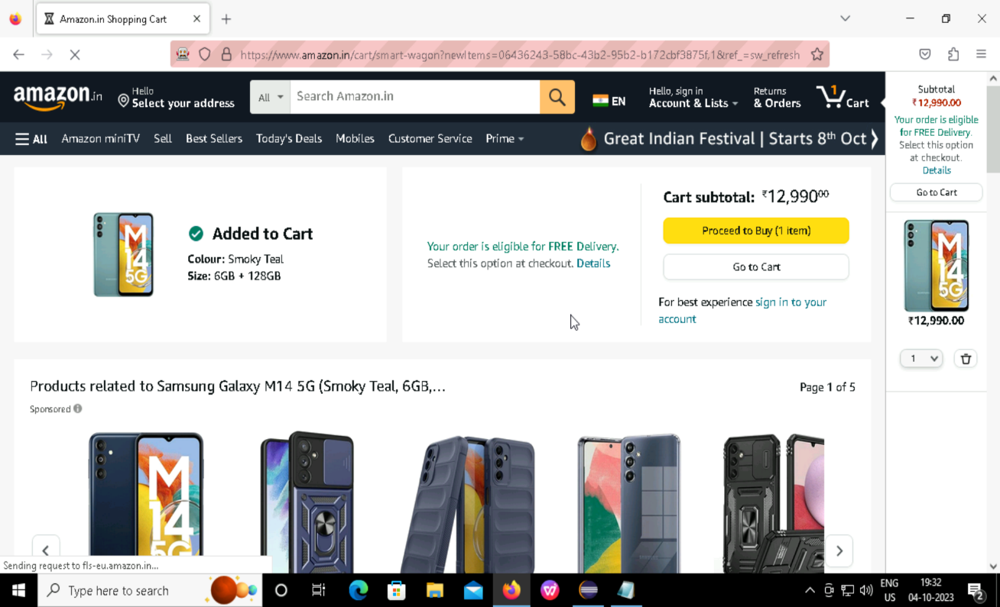 Amazon.in Shopping Cart
https://www.amazon.in/cart/smart-wagon?newItems=06436243-58bc-43b2-95b2-b172cbf3875f,1&ref_=sw_refresh
amazon.in
Hello
Select your address
All
Search Amazon.in
EN
Hello, sign in
Account & Lists
Returns
& Orders
1
Cart
All
Amazon miniTV
Sell
Best Sellers
Today's Deals
Mobiles
Customer Service
Prime
Great Indian Festival | Starts 8th Oct
Subtotal
₹12,990.00
Your order is eligible
for FREE Delivery.
Select this option
at checkout.
Details
Go to Cart
M
14
5G
₹12,990.00
1
M
14
5G
Added to Cart
Colour: Smoky Teal
Size: 6GB + 128GB
Your order is eligible for FREE Delivery.
Select this option at checkout. Details
Cart subtotal: ₹12,99000
Proceed to Buy (1 item)
Go to Cart
For best experience sign in to your
account
Products related to Samsung Galaxy M14 5G (Smoky Teal, 6GB,...
Page 1 of 5
Sponsored
M
14
5G
Sending request to fls-eu.amazon.in...
Type here to search
ENG
US
19:32
04-10-2023
2